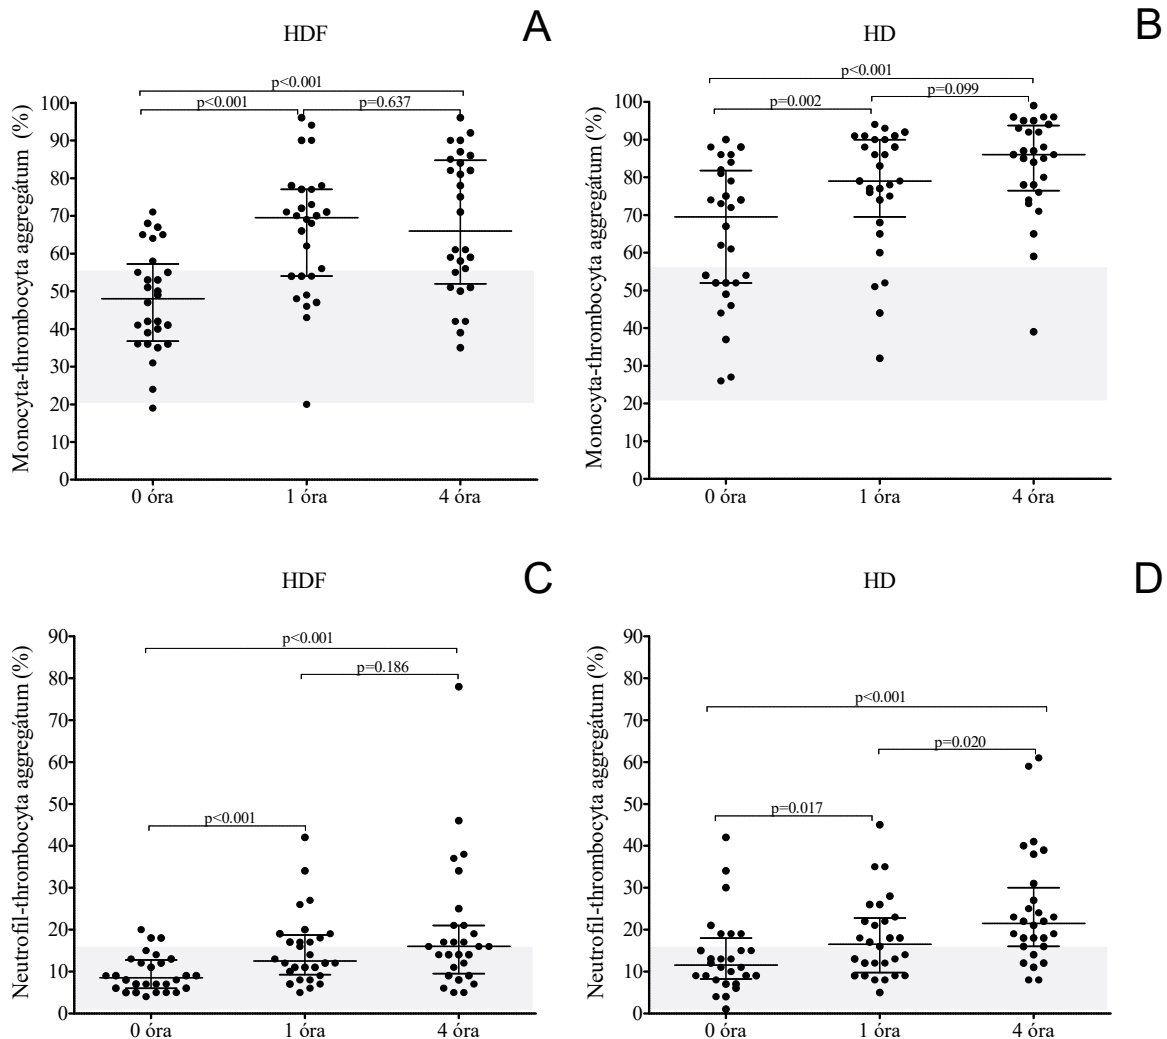 HDF
A
p<0.001
p<0.001
p=0.637
Monocyta-thrombocyta aggregátum (%)
100
90
80
70
60
50
40
30
20
10
0
0 óra
1 óra
4 óra
HD
B
p<0.001
p=0.002
p=0.099
Monocyta-thrombocyta aggregátum (%)
100
90
80
70
60
50
40
30
20
10
0
0 óra
1 óra
4 óra
HDF
C
p<0.001
p=0.186
p<0.001
Neutrofil-thrombocyta aggregátum (%)
90
80
70
60
50
40
30
20
10
0
0 óra
1 óra
4 óra
HD
D
p<0.001
p=0.020
p=0.017
Neutrofil-thrombocyta aggregátum (%)
90
80
70
60
50
40
30
20
10
0
0 óra
1 óra
4 óra